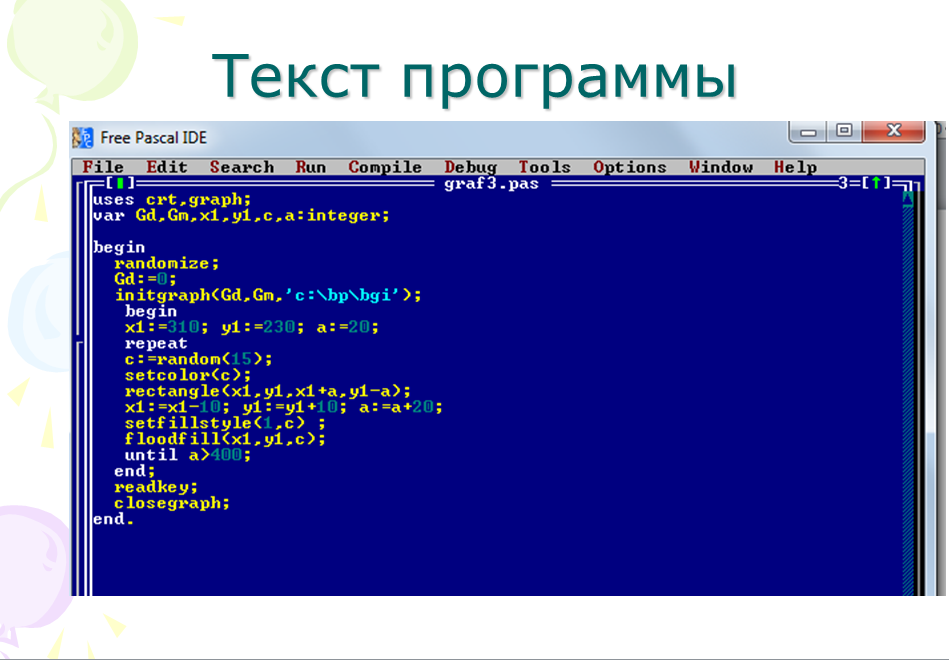 Текст программы
Free Pascal IDE
File Edit Search Run Compile Debug Tools Options Window Help
[■] graf3.pas 3=[↑]
uses crt,graph;
var Gd,Gm,x1,y1,c,a:integer;
begin
randomize;
Gd:=0;
initgraph(Gd,Gm,'c:\bp\bgi');
begin
x1:=310; y1:=230; a:=20;
repeat
c:=random(15);
setcolor(c);
rectangle(x1,y1,x1+a,y1-a);
x1:=x1-10; y1:=y1+10; a:=a+20;
setfillstyle(1,c) ;
floodfill(x1,y1,c);
until a>400;
end;
readkey;
closegraph;
end.